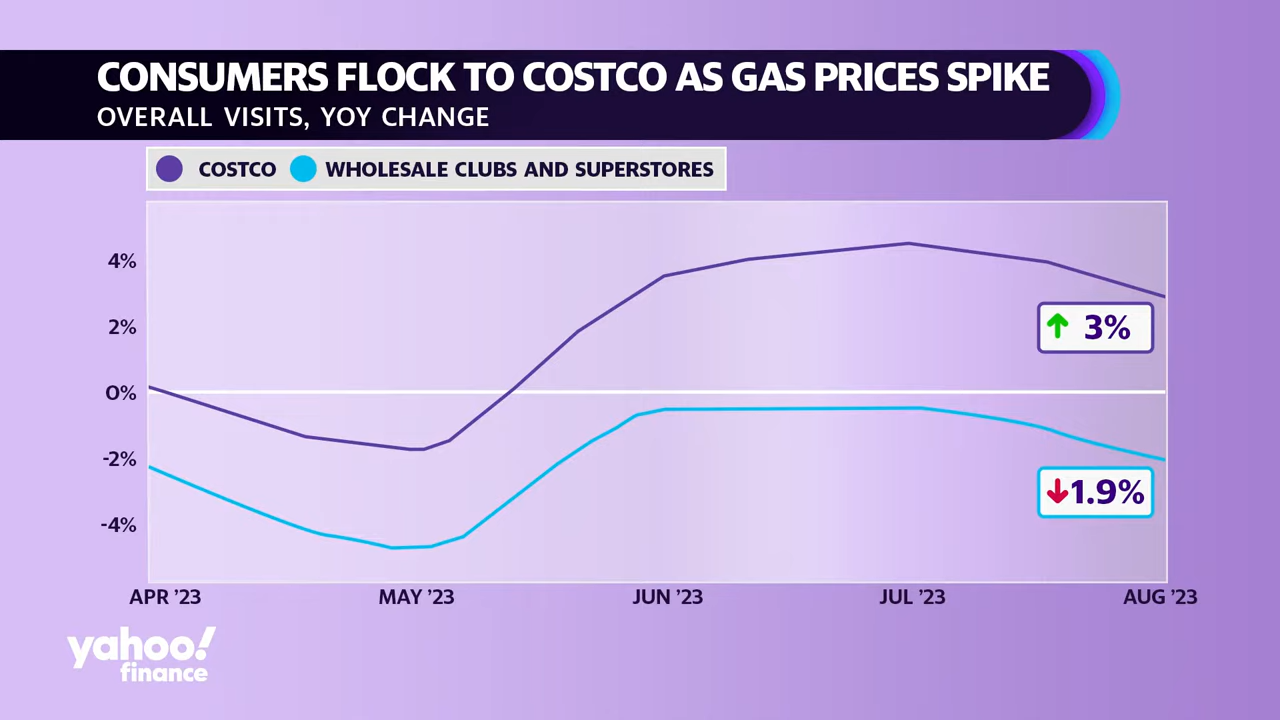 CONSUMERS FLOCK TO COSTCO AS GAS PRICES SPIKE
OVERALL VISITS, YOY CHANGE
COSTCO WHOLESALE CLUBS AND SUPERSTORES
4%
2%
0%
-2%
-4%
3%
1.9%
APR '23 MAY '23 JUN '23 JUL '23 AUG '23
yahoo!
finance